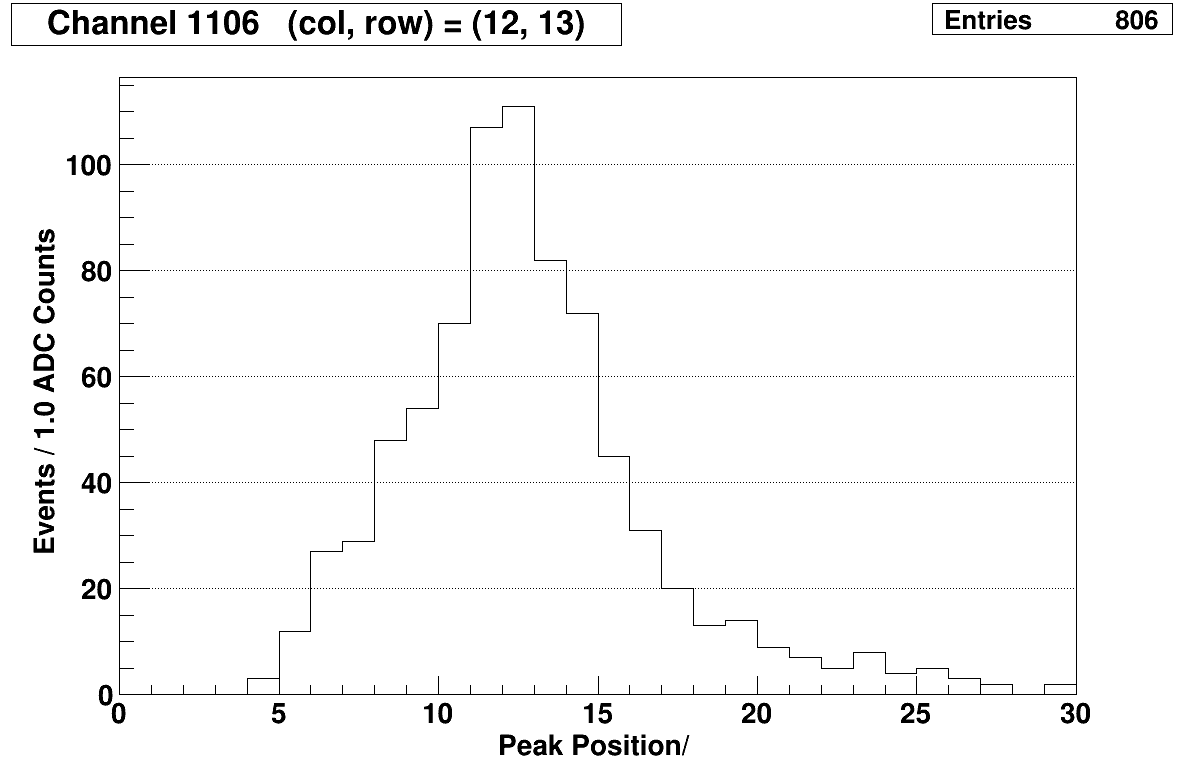 Channel 1106 (col, row) = (12, 13)
Entries 806
Events / 1.0 ADC Counts
100
80
60
40
20
0
0 5 10 15 20 25 30
Peak Position/